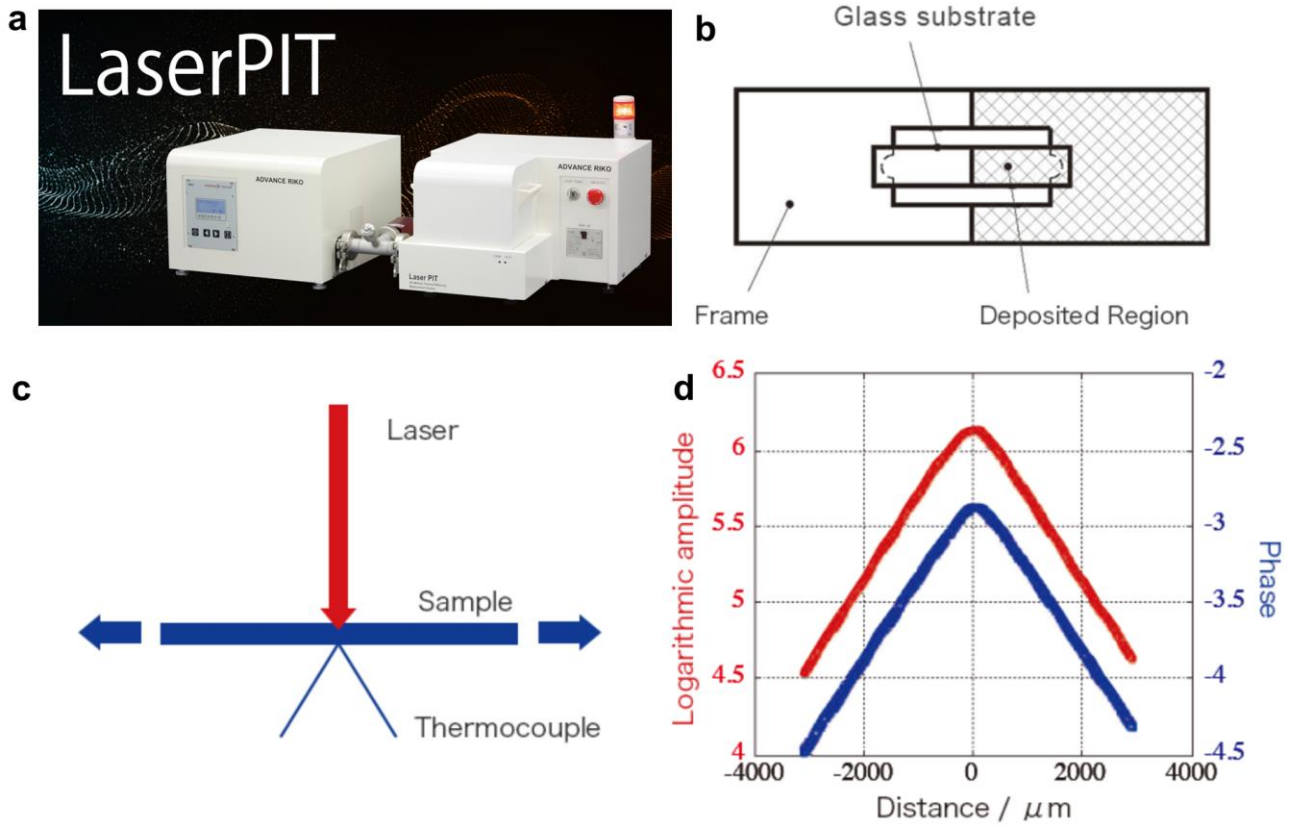 a
LaserPIT
ADVANCE RIKO
ADVANCE RIKO
Laser PIT
b
Glass substrate
Frame
Deposited Region
c
Laser
Sample
Thermocouple
d
6.5
6
5.5
5
4.5
4
Logarithmic amplitude
-2
-2.5
-3
-3.5
-4
-4.5
Phase
-4000
-2000
0
2000
4000
Distance / μm